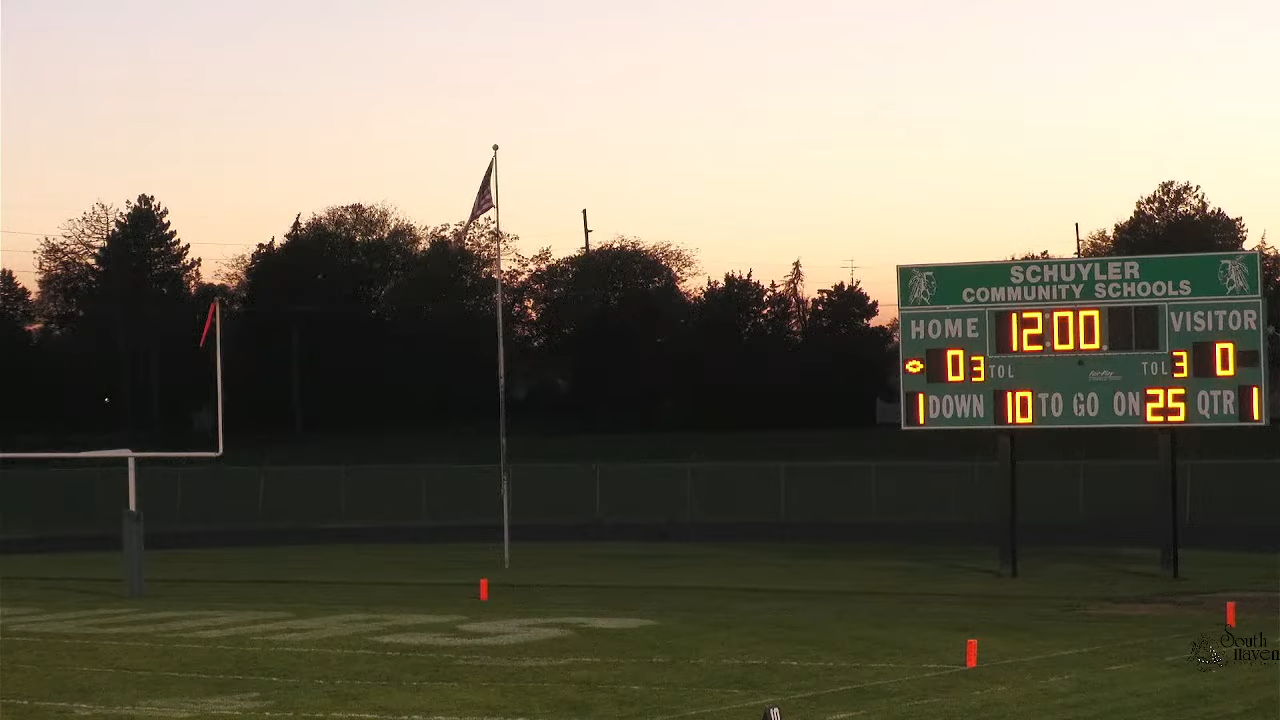 SCHUYLER
COMMUNITY SCHOOLS
HOME 12:00 VISITOR
0 3 TOL TOL 3 0
1 DOWN 10 TO GO ON 25 QTR 1
South
Haven